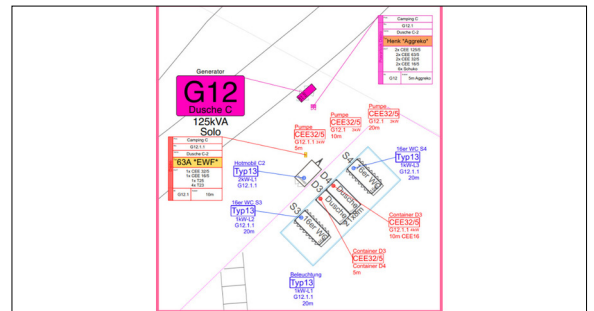 Camping C
G12.1
Dusche C-2
"Henk "Aggreko"
2x CEE 125/5
2x CEE 63/5
2x CEE 32/5
2x CEE 16/5
6x Schuko
G12
5m Aggreko
Generator
G12
Dusche C
125kVA
Solo
Pumpe
CEE32/5
G12.1
20m
Pumpe
CEE32/5
G12.1
10m
Pumpe
CEE32/5
G12.1.1
5m
Camping C
G12.1.1
Dusche C-2
"63A "EWF"
1x CEE 32/5
1x CEE 16/5
1x T25
4x T23
G12.1
10m
16er WC S4
Typ13
1kW-L3
G12.1.1
20m
Hotmobil C2
Typ13
2kW-L1
G12.1.1
16er WC S3
Typ13
1kW-L2
G12.1.1
20m
S4
16er Wc
D4
Dusche
D3
Dusche
S3
16er Wc
Container D3
CEE32/5
G12.1.1
10m CEE16
Container D3
CEE32/5
Container D4
5m
Beleuchtung
Typ13
1kW-L1
G12.1.1
20m